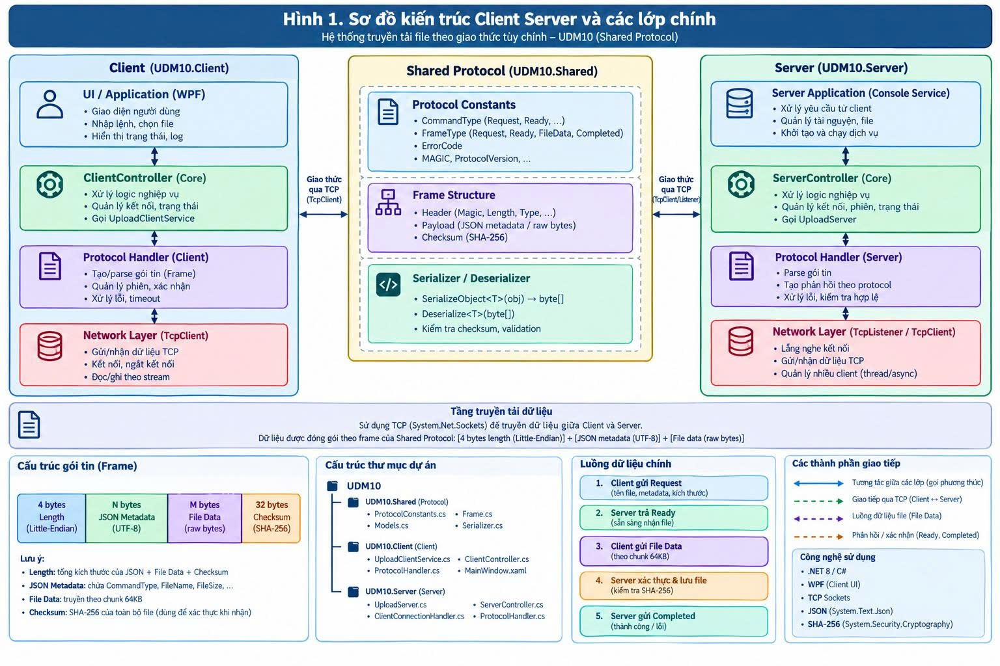 Hình 1. Sơ đồ kiến trúc Client Server và các lớp chính
Hệ thống truyền tải file theo giao thức tùy chính – UDM10 (Shared Protocol)
Client (UDM10.Client)
UI / Application (WPF)
• Giao diện người dùng
• Nhập lệnh, chọn file
• Hiển thị trạng thái, log
ClientController (Core)
• Xử lý logic nghiệp vụ
• Quản lý kết nối, trạng thái
• Gọi UploadClientService
Protocol Handler (Client)
• Tạo/parse gói tin (Frame)
• Quản lý phiên, xác nhận
• Xử lý lỗi, timeout
Network Layer (TcpClient)
• Gửi/nhận dữ liệu TCP
• Kết nối, ngắt kết nối
• Đọc/ghi theo stream
Giao thức
qua TCP
(TcpClient)
Shared Protocol (UDM10.Shared)
Protocol Constants
• CommandType (Request, Ready, ...)
• FrameType (Request, Ready, FileData, Completed)
• ErrorCode
• MAGIC, ProtocolVersion, ...
Frame Structure
• Header (Magic, Length, Type, ...)
• Payload (JSON metadata / raw bytes)
• Checksum (SHA-256)
</>
Serializer / Deserializer
• SerializeObject<T>(obj) → byte[]
• Deserialize<T>(byte[])
• Kiểm tra checksum, validation
Giao thức
qua TCP
(TcpClient/Listener)
Server (UDM10.Server)
Server Application (Console Service)
• Xử lý yêu cầu từ client
• Quản lý tài nguyên, file
• Khởi tạo và chạy dịch vụ
ServerController (Core)
• Xử lý logic nghiệp vụ
• Quản lý kết nối, phiên, trạng thái
• Gọi UploadServer
Protocol Handler (Server)
• Parse gói tin
• Tạo phản hồi theo protocol
• Xử lý lỗi, kiểm tra hợp lệ
Network Layer (TcpListener / TcpClient)
• Lắng nghe kết nối
• Gửi/nhận dữ liệu TCP
• Quản lý nhiều client (thread/async)
Tầng truyền tải dữ liệu
Sử dụng TCP (System.Net.Sockets) để truyền dữ liệu giữa Client và Server.
Dữ liệu được đóng gói theo frame của Shared Protocol: [4 bytes length (Little-Endian)] + [JSON metadata (UTF-8)] + [File data (raw bytes)]
Cấu trúc gói tin (Frame)
4 bytes
Length
(Little-Endian)
N bytes
JSON Metadata
(UTF-8)
M bytes
File Data
(raw bytes)
32 bytes
Checksum
(SHA-256)
Lưu ý:
• Length: tổng kích thước của JSON + File Data + Checksum
• JSON Metadata: chứa CommandType, FileName, FileSize, ...
• File Data: truyền theo chunk 64KB
• Checksum: SHA-256 của toàn bộ file (dùng để xác thực khi nhận)
Cấu trúc thư mục dự án
UDM10
UDM10.Shared (Protocol)
• ProtocolConstants.cs • Frame.cs
• Models.cs • Serializer.cs
UDM10.Client (Client)
• UploadClientService.cs • ClientController.cs
• ProtocolHandler.cs • MainWindow.xaml
UDM10.Server (Server)
• UploadServer.cs • ServerController.cs
• ClientConnectionHandler.cs • ProtocolHandler.cs
Luồng dữ liệu chính
1. Client gửi Request
(tên file, metadata, kích thước)
2. Server trả Ready
(sẵn sàng nhận file)
3. Client gửi File Data
(theo chunk 64KB)
4. Server xác thực & lưu file
(kiểm tra SHA-256)
5. Server gửi Completed
(thành công / lỗi)
Các thành phần giao tiếp
Tương tác giữa các lớp (gọi phương thức)
Giao tiếp qua TCP (Client ↔ Server)
Luồng dữ liệu file (File Data)
Phản hồi / xác nhận (Ready, Completed)
Công nghệ sử dụng
• .NET 8 / C#
• WPF (Client UI)
• TCP Sockets
• JSON (System.Text.Json)
• SHA-256 (System.Security.Cryptography)